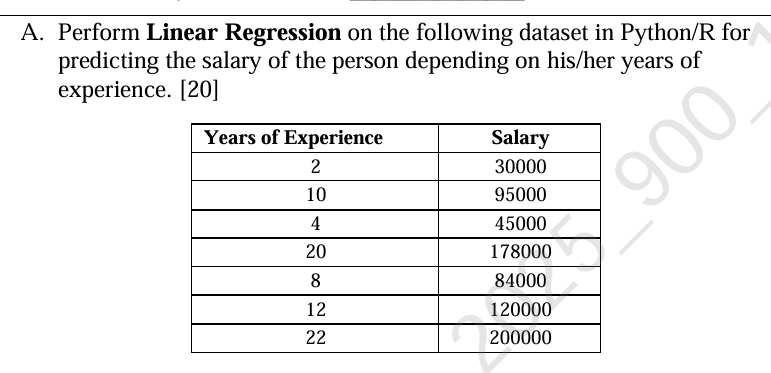 A. Perform Linear Regression on the following dataset in Python/R for
predicting the salary of the person depending on his/her years of
experience. [20]
Years of Experience Salary
2 30000
10 95000
4 45000
20 178000
8 84000
12 120000
22 200000
2025_900_